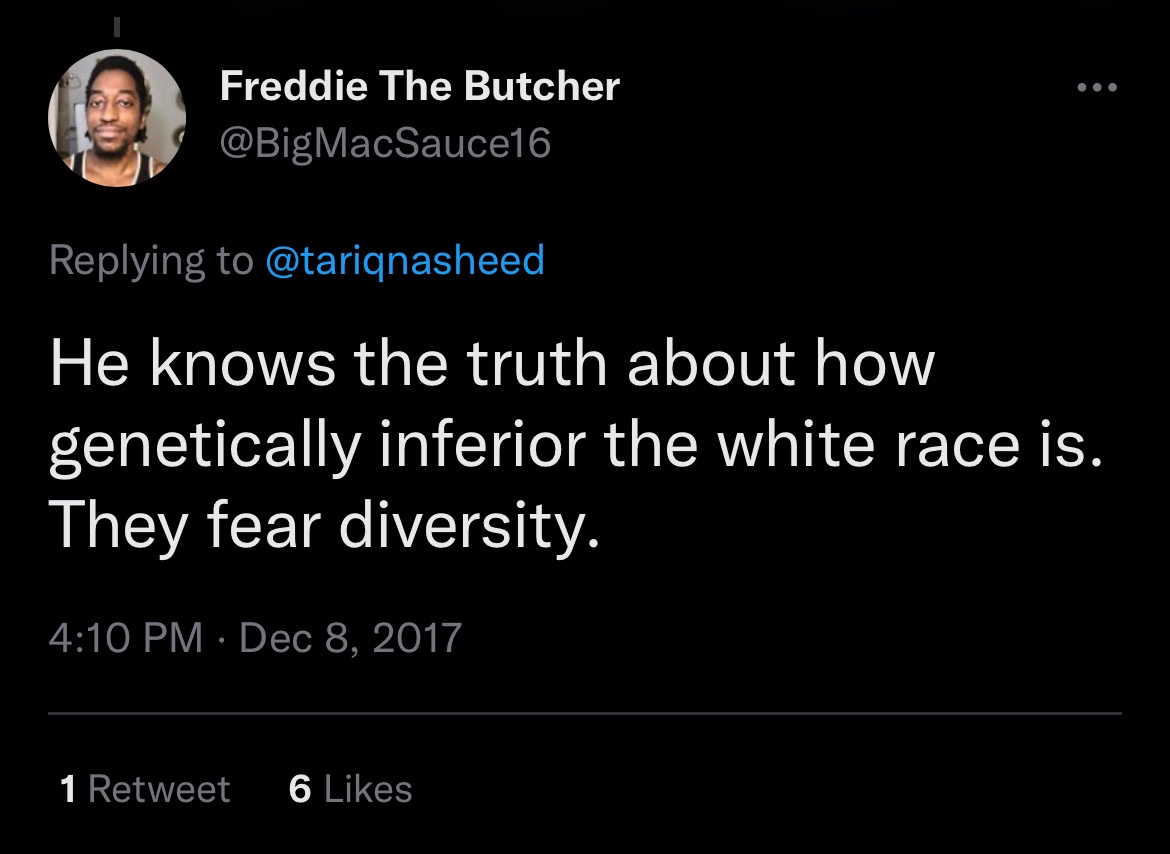 Freddie The Butcher
@BigMacSauce16
Replying to @tariqnasheed
He knows the truth about how
genetically inferior the white race is.
They fear diversity.
4:10 PM · Dec 8, 2017
1 Retweet 6 Likes